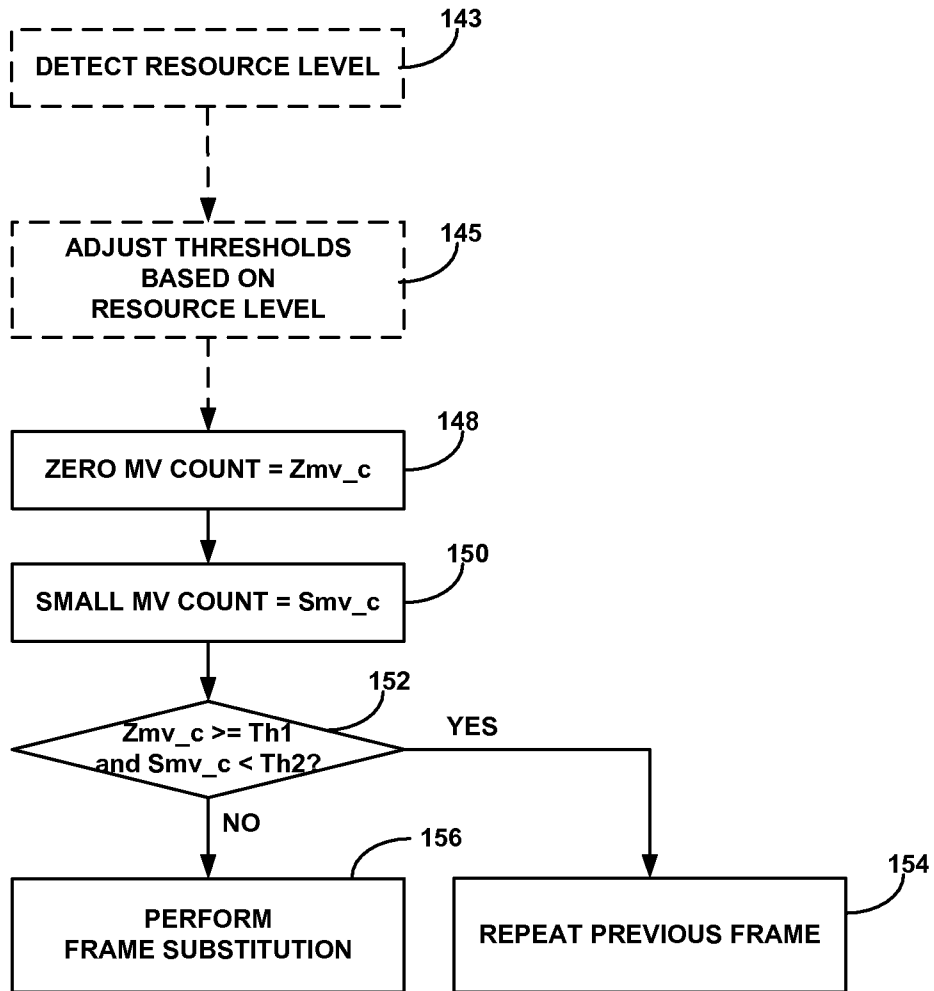 143
DETECT RESOURCE LEVEL
145
ADJUST THRESHOLDS
BASED ON
RESOURCE LEVEL
148
ZERO MV COUNT = Zmv_c
150
SMALL MV COUNT = Smv_c
152
Zmv_c >= Th1
and Smv_c < Th2?
YES
NO
156
PERFORM
FRAME SUBSTITUTION
154
REPEAT PREVIOUS FRAME